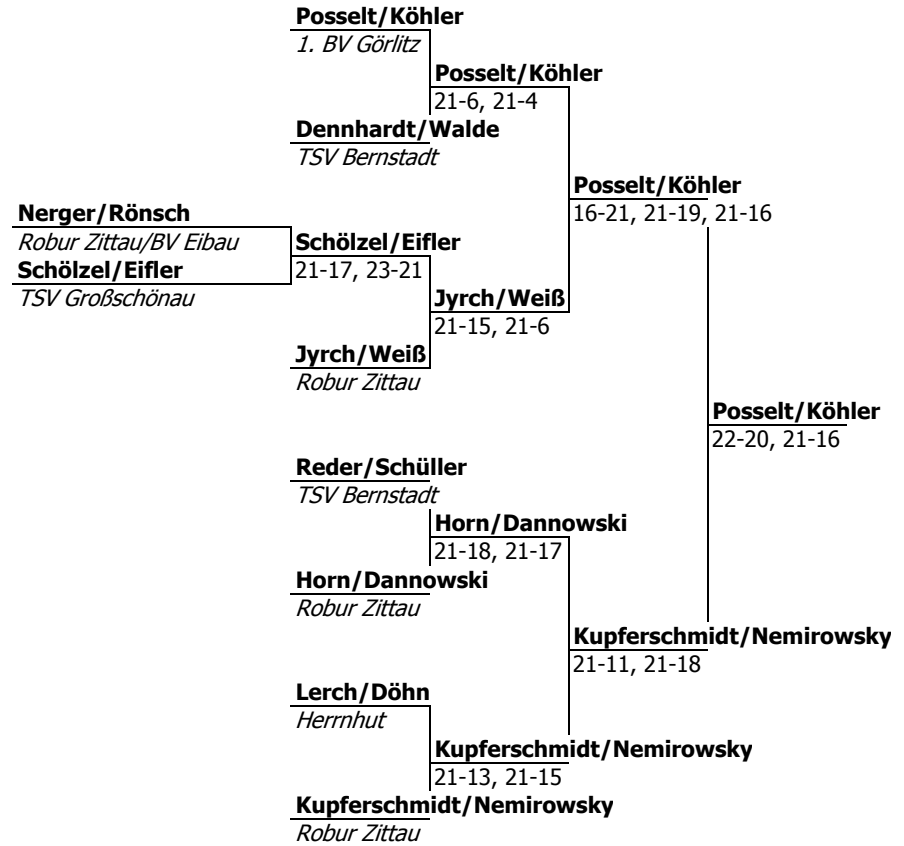 Posselt/Köhler
1. BV Görlitz
Posselt/Köhler
21-6, 21-4
Dennhardt/Walde
TSV Bernstadt
Posselt/Köhler
16-21, 21-19, 21-16
Nerger/Rönsch
Robur Zittau/BV Eibau
Schölzel/Eifler
21-17, 23-21
Schölzel/Eifler
TSV Großschönau
Jyrch/Weiß
21-15, 21-6
Jyrch/Weiß
Robur Zittau
Posselt/Köhler
22-20, 21-16
Reder/Schüller
TSV Bernstadt
Horn/Dannowski
21-18, 21-17
Horn/Dannowski
Robur Zittau
Kupferschmidt/Nemirowsky
21-11, 21-18
Lerch/Döhn
Herrnhut
Kupferschmidt/Nemirowsky
21-13, 21-15
Kupferschmidt/Nemirowsky
Robur Zittau